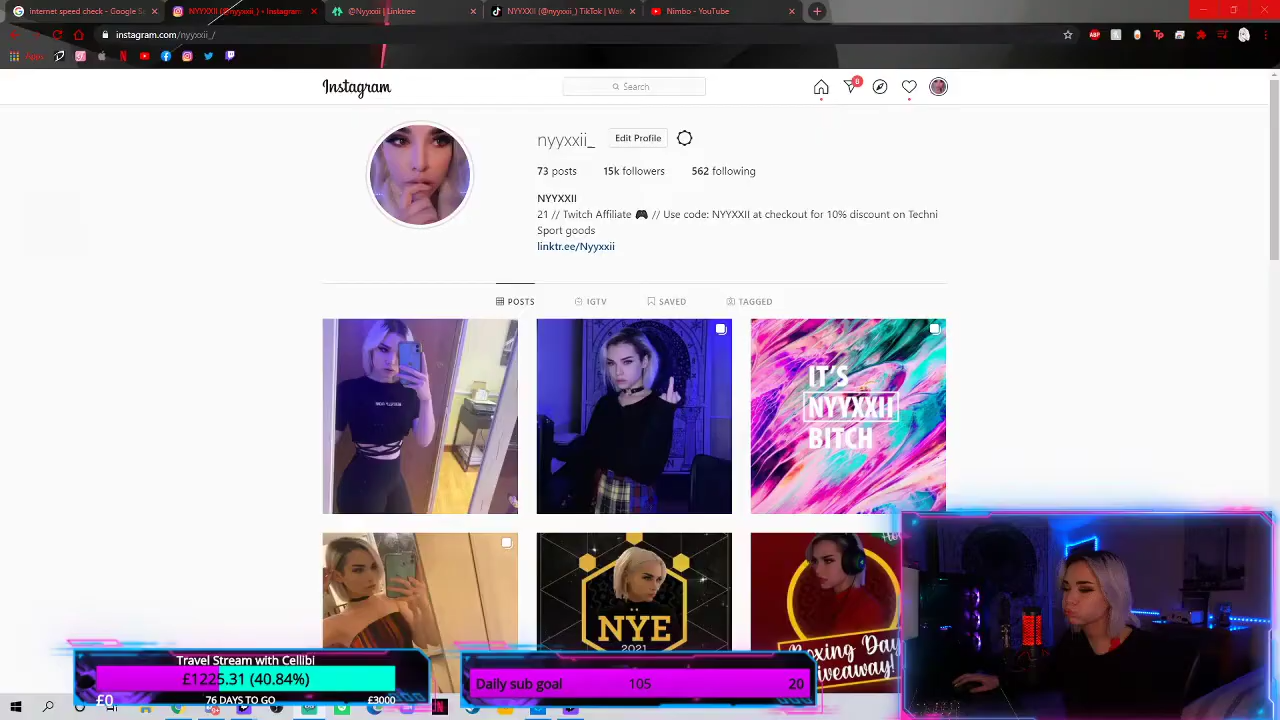 Internet speed check - Google Se
NYYXXII (@nyyxxii_) • Instagram
@Nyyxxii | Linktree
NYYXXII (@nyyxxii_) TikTok | Wat
Nimbo - YouTube
instagram.com/nyyxxii_/
ABP
Apps
Instagram
Search
8
nyyxxii_
Edit Profile
73 posts
15k followers
562 following
NYYXXII
21 // Twitch Affiliate 🎮 // Use code: NYYXXII at checkout for 10% discount on Techni
Sport goods
linktr.ee/Nyyxxii
POSTS
IGTV
SAVED
TAGGED
IT'S
NYYXXII
BITCH
NYE
2021
Boxing Day
Giveaway!
Travel Stream with Cellibi
£1225.31 (40.84%)
£0
76 DAYS TO GO
£3000
Daily sub goal
105
20